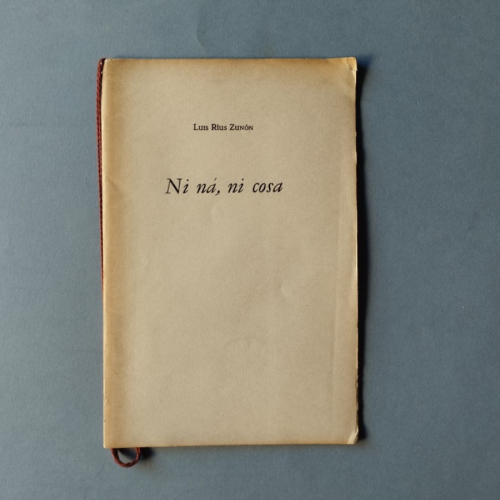 Luis Rius Zunón
Ni ná, ni cosa